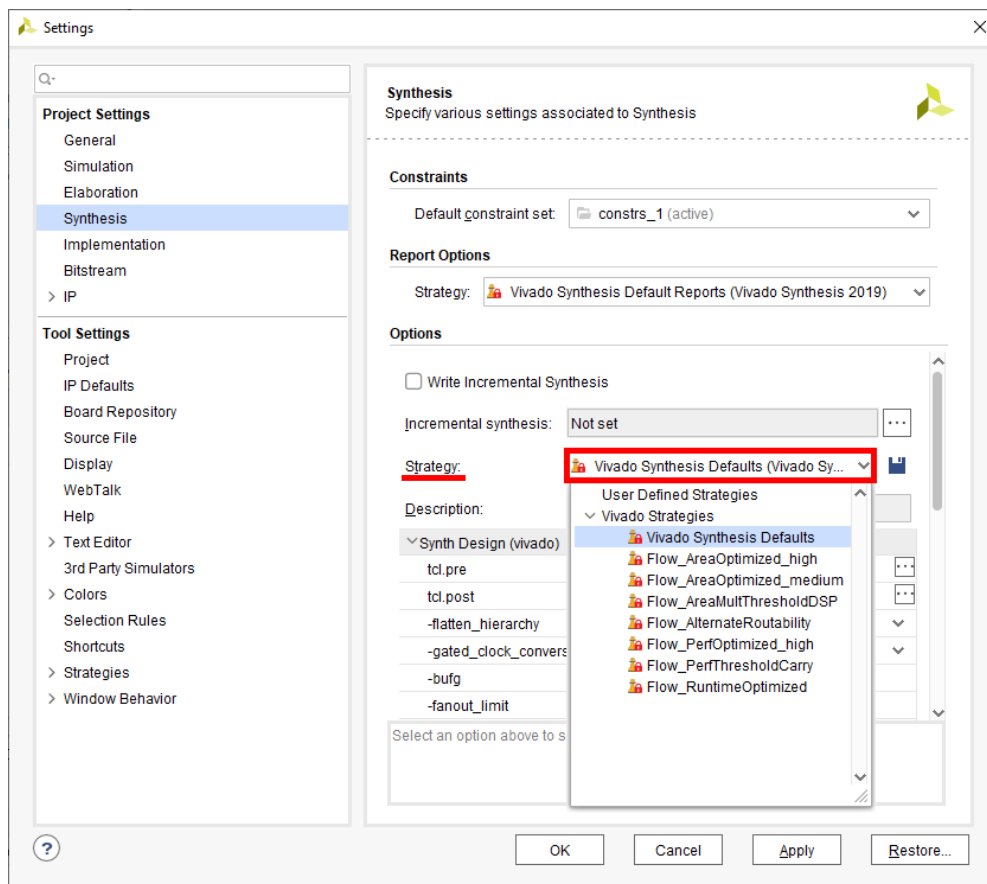 Settings
Project Settings
General
Simulation
Elaboration
Synthesis
Implementation
Bitstream
IP
Tool Settings
Project
IP Defaults
Board Repository
Source File
Display
WebTalk
Help
Text Editor
3rd Party Simulators
Colors
Selection Rules
Shortcuts
Strategies
Window Behavior
Synthesis
Specify various settings associated to Synthesis
Constraints
Default constraint set: constrs_1 (active)
Report Options
Strategy: Vivado Synthesis Default Reports (Vivado Synthesis 2019)
Options
Write Incremental Synthesis
Incremental synthesis: Not set
Strategy: Vivado Synthesis Defaults (Vivado Sy...
Description:
Synth Design (vivado)
tcl.pre
tcl.post
-flatten_hierarchy
-gated_clock_convers
-bufg
-fanout_limit
Select an option above to s
User Defined Strategies
Vivado Strategies
Vivado Synthesis Defaults
Flow_AreaOptimized_high
Flow_AreaOptimized_medium
Flow_AreaMultThresholdDSP
Flow_AlternateRoutability
Flow_PerfOptimized_high
Flow_PerfThresholdCarry
Flow_RuntimeOptimized
?
OK
Cancel
Apply
Restore...